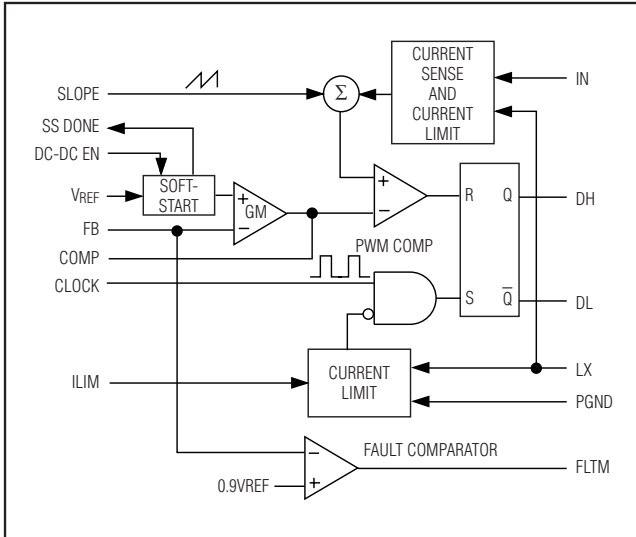 CURRENT
SENSE
AND
CURRENT
LIMIT
IN
SLOPE
Σ
SS DONE
DC-DC EN
VREF
SOFT-
START
+
GM
−
+
−
R
Q
DH
FB
COMP
PWM COMP
CLOCK
S
Q̅
DL
ILIM
CURRENT
LIMIT
LX
PGND
−
FAULT COMPARATOR
FLTM
0.9VREF
+